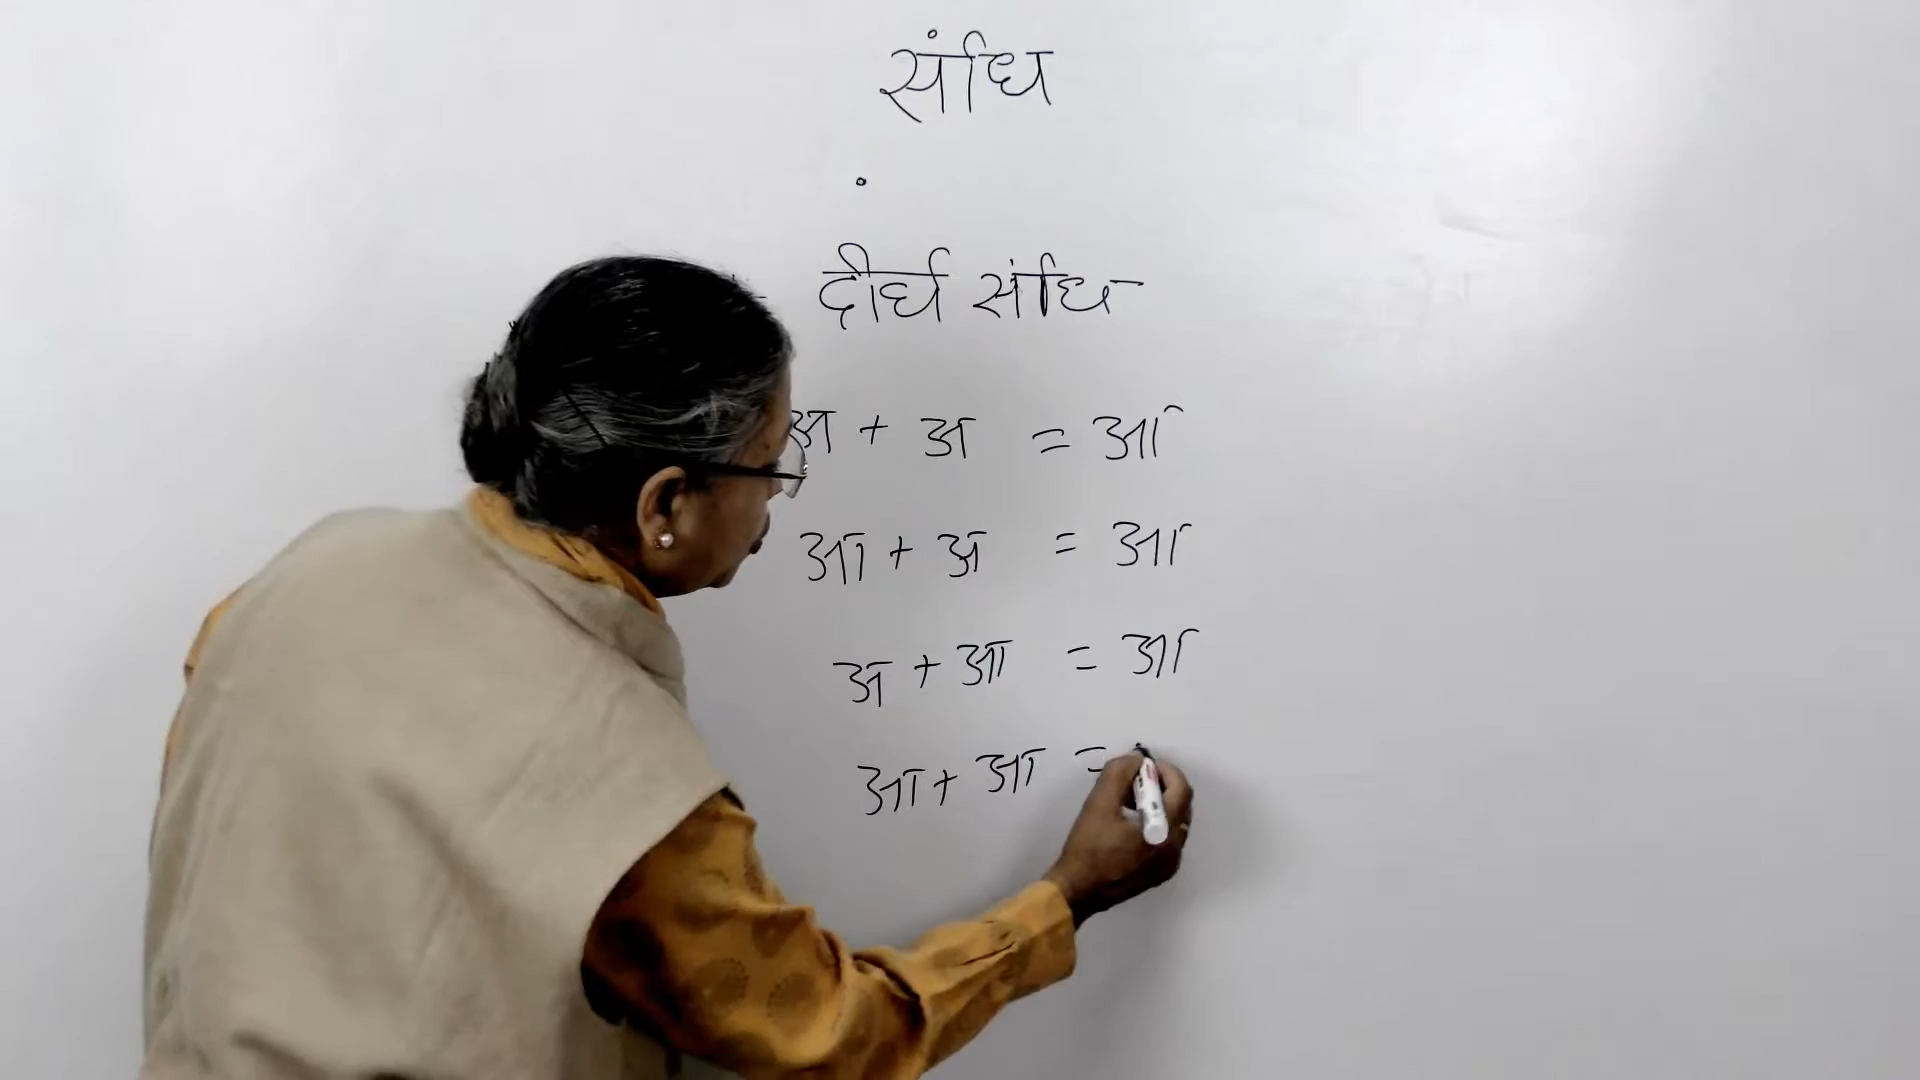 संधि
दीर्घ संधि
अ + अ = आ
आ + अ = आ
अ + आ = आ
आ + आ =